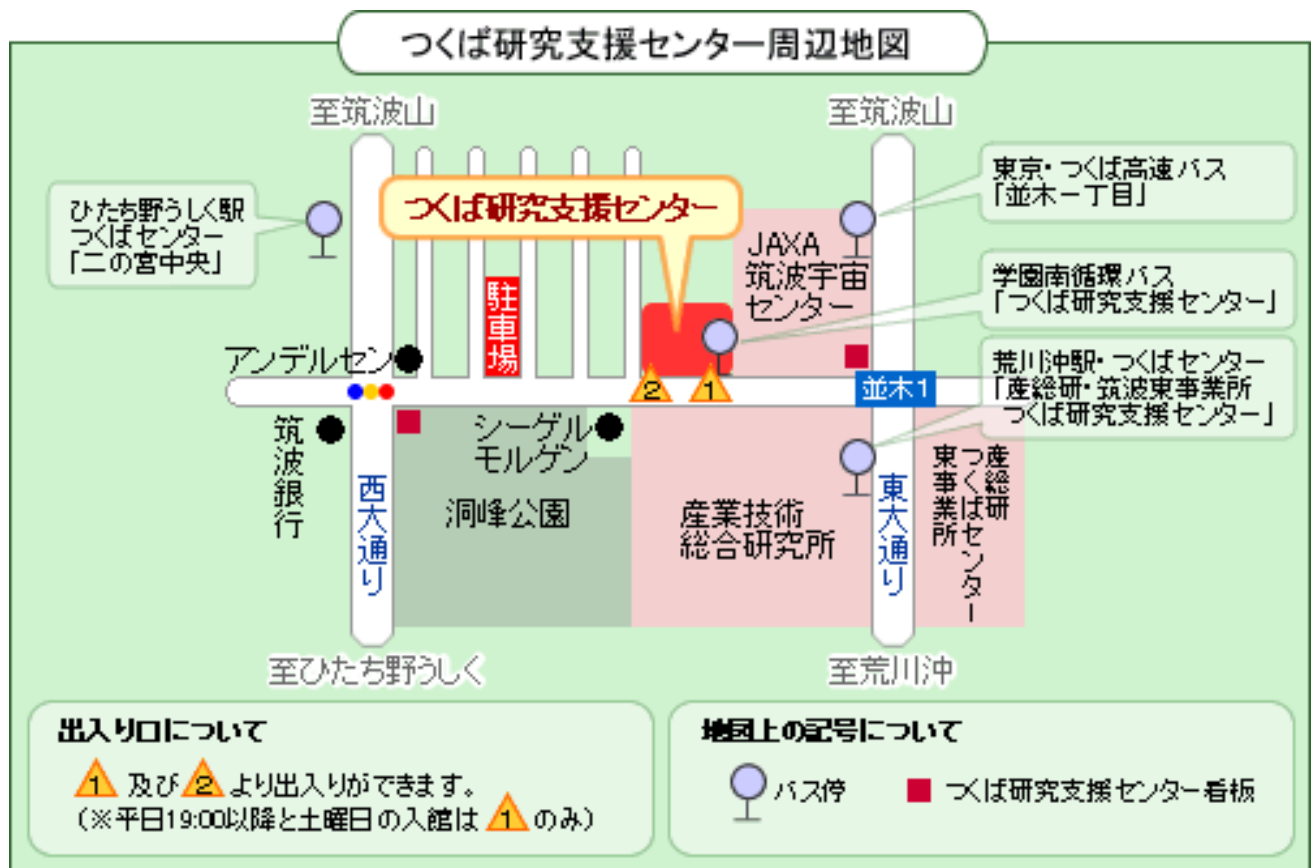 つくば研究支援センター周辺地図
至筑波山
至筑波山
ひたち野うしく駅
つくばセンター
「二の宮中央」
つくば研究支援センター
東京・つくば高速バス
「並木一丁目」
JAXA
筑波宇宙
センター
学園南循環バス
「つくば研究支援センター」
駐車場
アンデルセン
荒川沖駅・つくばセンター
「産総研・筑波東事業所
つくば研究支援センター」
2
1
並木1
筑波銀行
西大通り
シーゲル
モルゲン
洞峰公園
産業技術
総合研究所
東大通り
産総研
つくばセンター
東事業所
至ひたち野うしく
至荒川沖
出入り口について
1 及び 2 より出入りができます。
（※平日19:00以降と土曜日の入館は 1 のみ）
地図上の記号について
バス停
つくば研究支援センター看板